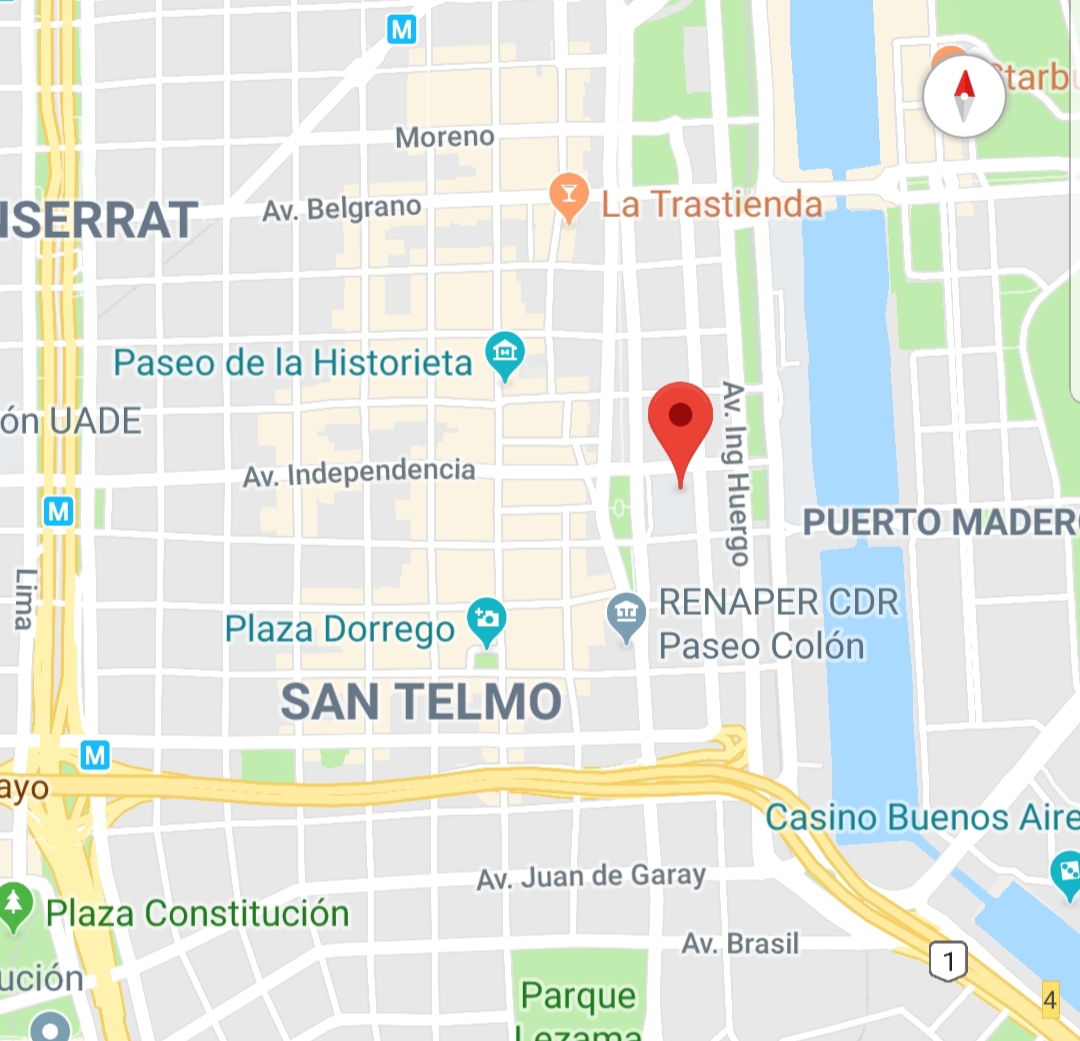 M
Starbu
Moreno
La Trastienda
Av. Belgrano
NSERRAT
Paseo de la Historieta
ón UADE
Av. Ing Huergo
Av. Independencia
M
PUERTO MADERO
Lima
RENAPER CDR
Paseo Colón
Plaza Dorrego
SAN TELMO
M
ayo
Casino Buenos Aire
Av. Juan de Garay
Plaza Constitución
Av. Brasil
1
ución
Parque
Lezama
4